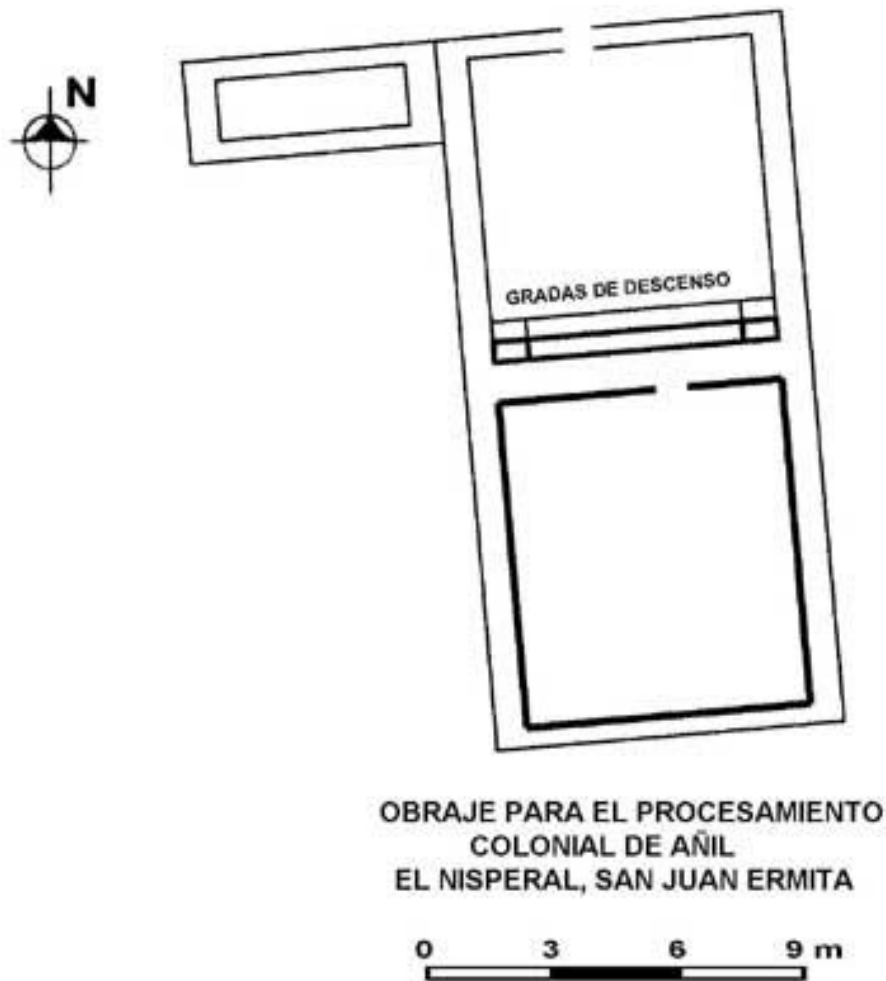 N
GRADAS DE DESCENSO
OBRAJE PARA EL PROCESAMIENTO
COLONIAL DE AÑIL
EL NISPERAL, SAN JUAN ERMITA
0 3 6 9 m